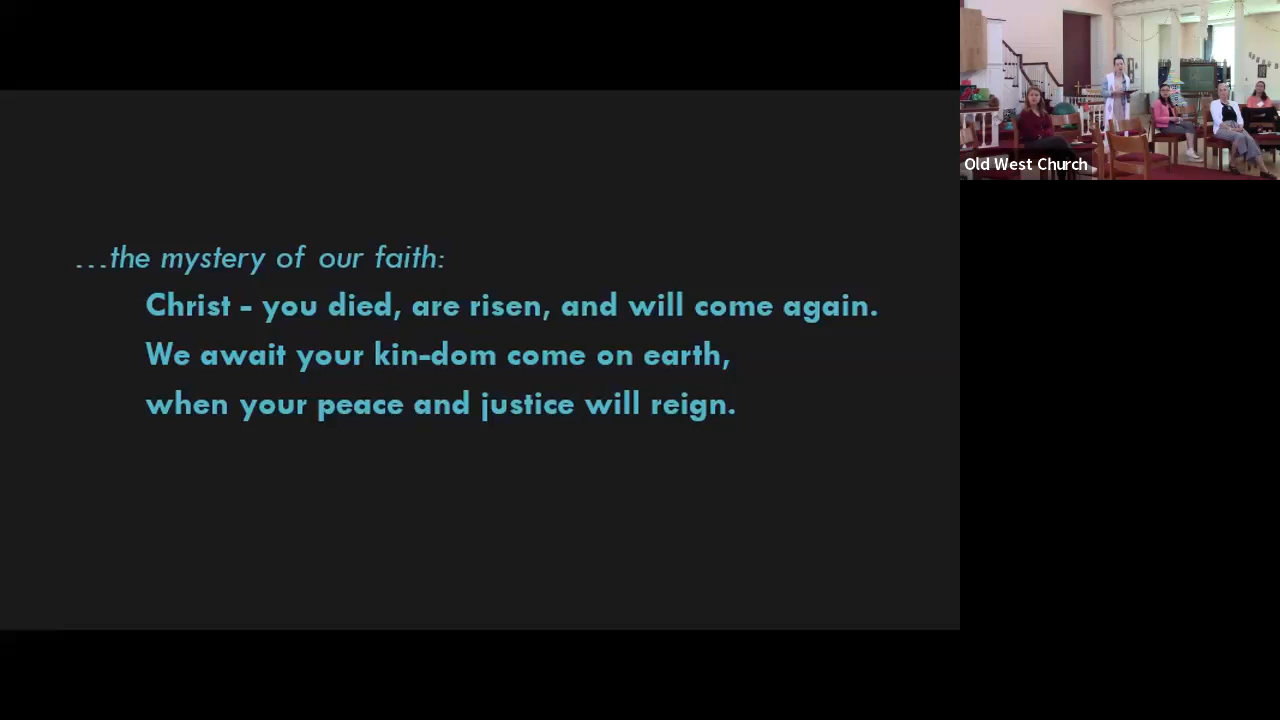 ...the mystery of our faith:
Christ - you died, are risen, and will come again.
We await your kin-dom come on earth,
when your peace and justice will reign.
Old West Church